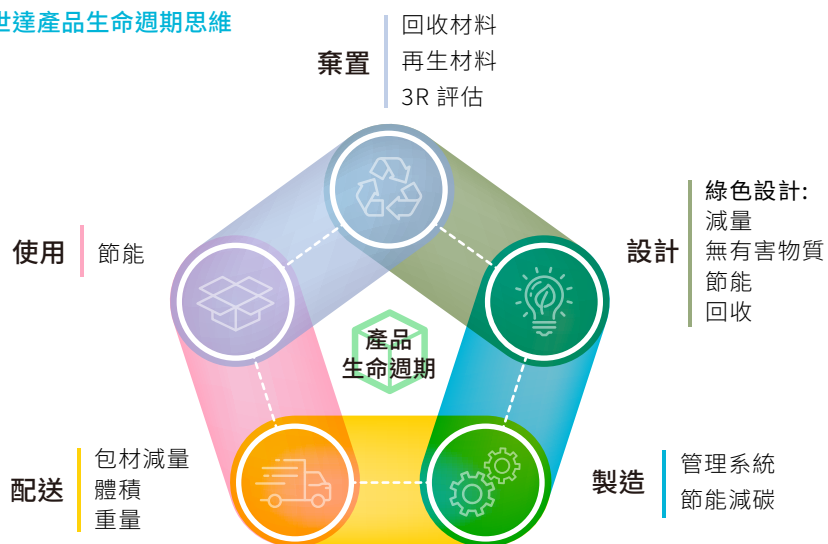 世達產品生命週期思維
棄置
回收材料
再生材料
3R 評估
設計
綠色設計:
減量
無有害物質
節能
回收
使用
節能
產品
生命週期
配送
包材減量
體積
重量
製造
管理系統
節能減碳